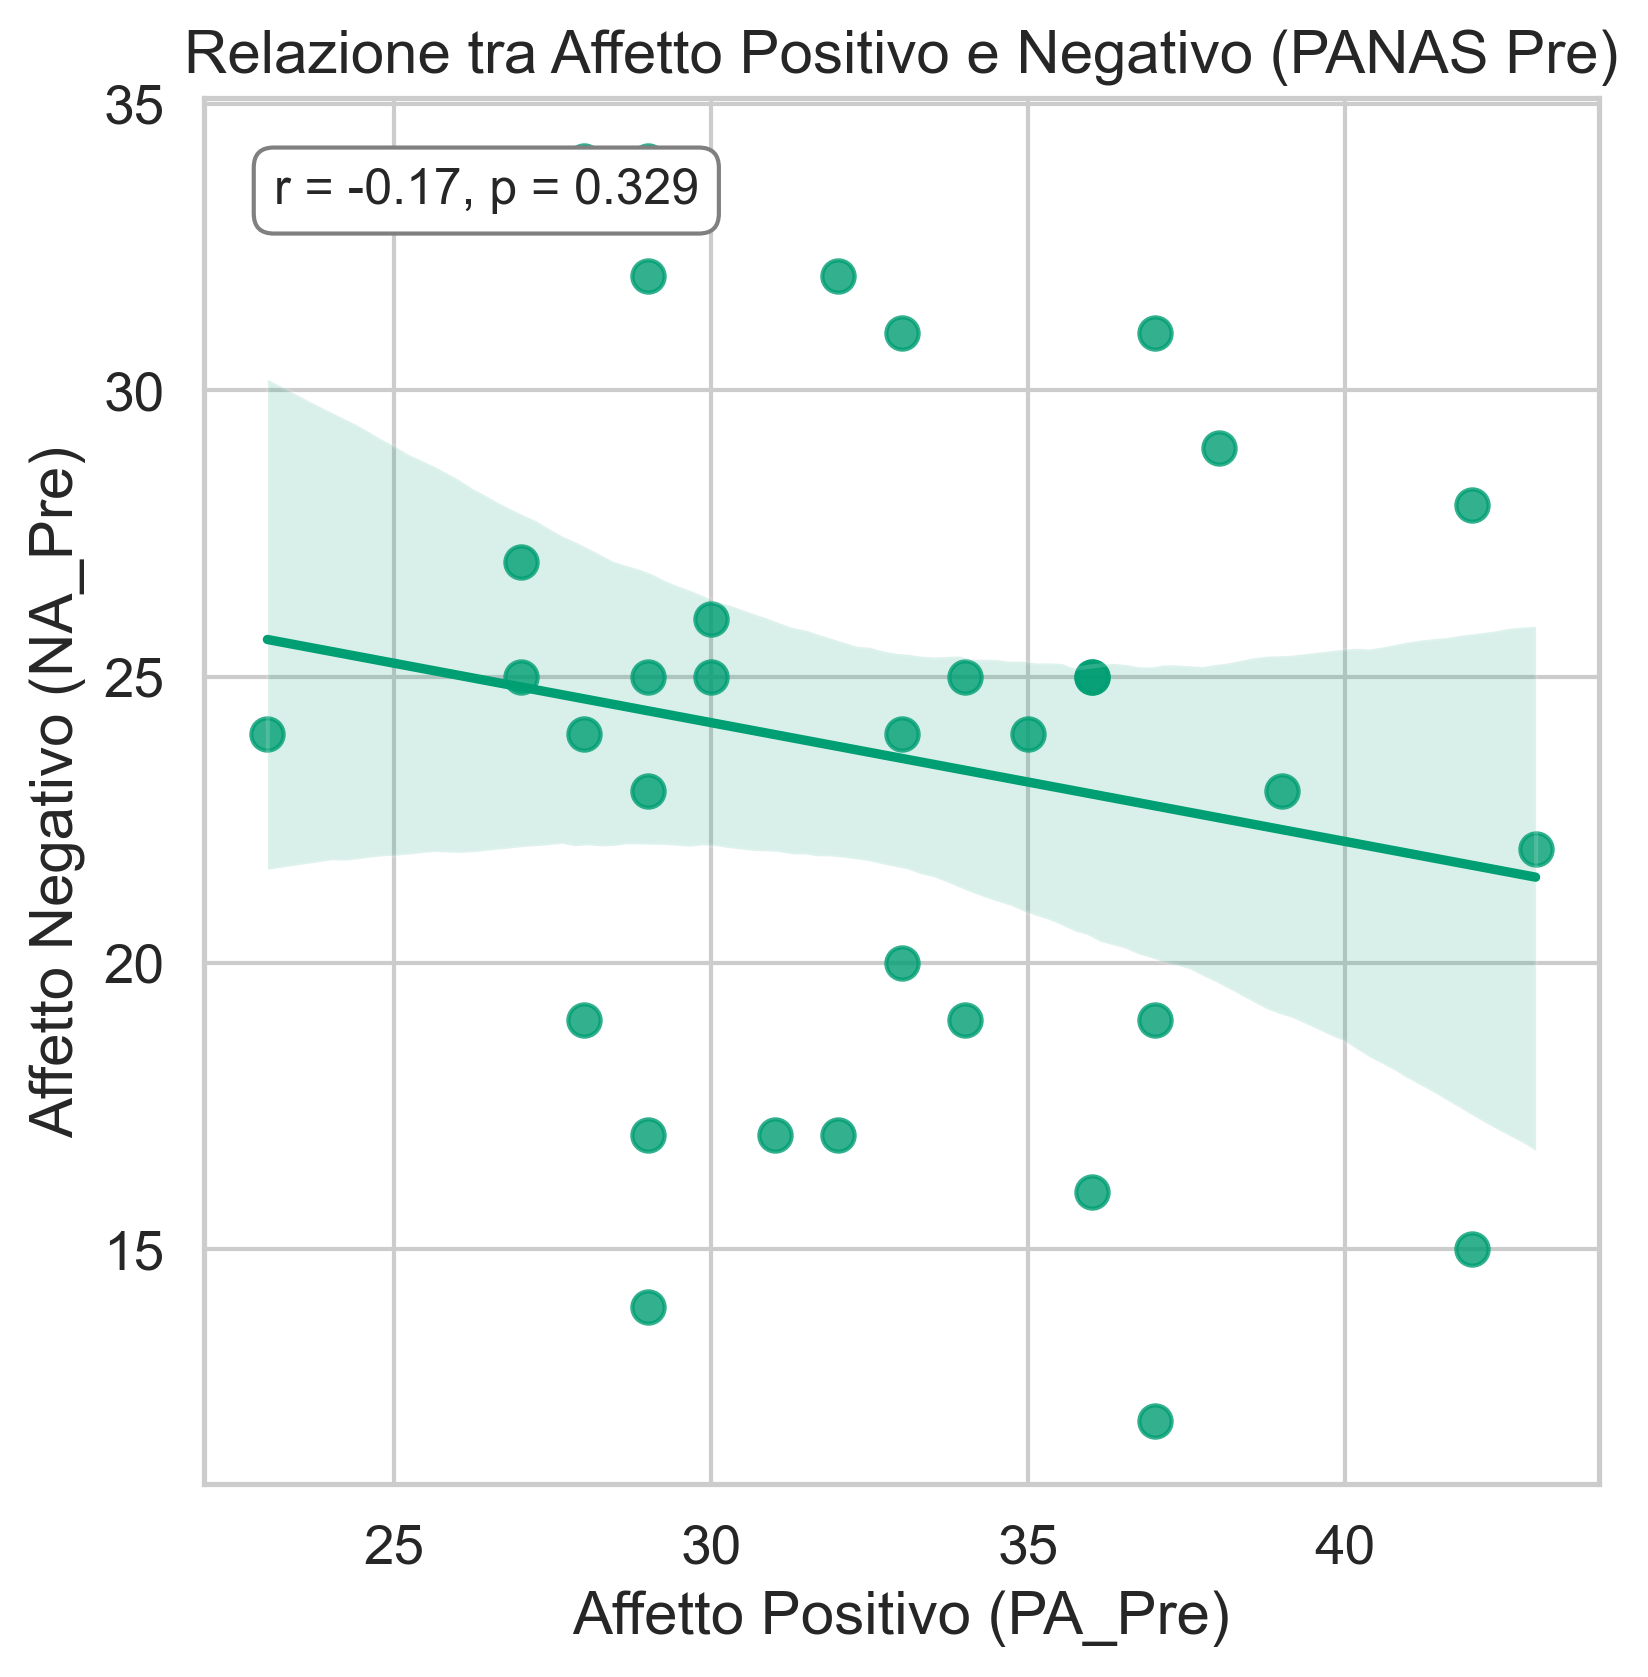 Relazione tra Affetto Positivo e Negativo (PANAS Pre)
r = -0.17, p = 0.329
35
30
25
20
15
Affetto Negativo (NA_Pre)
25 30 35 40
Affetto Positivo (PA_Pre)